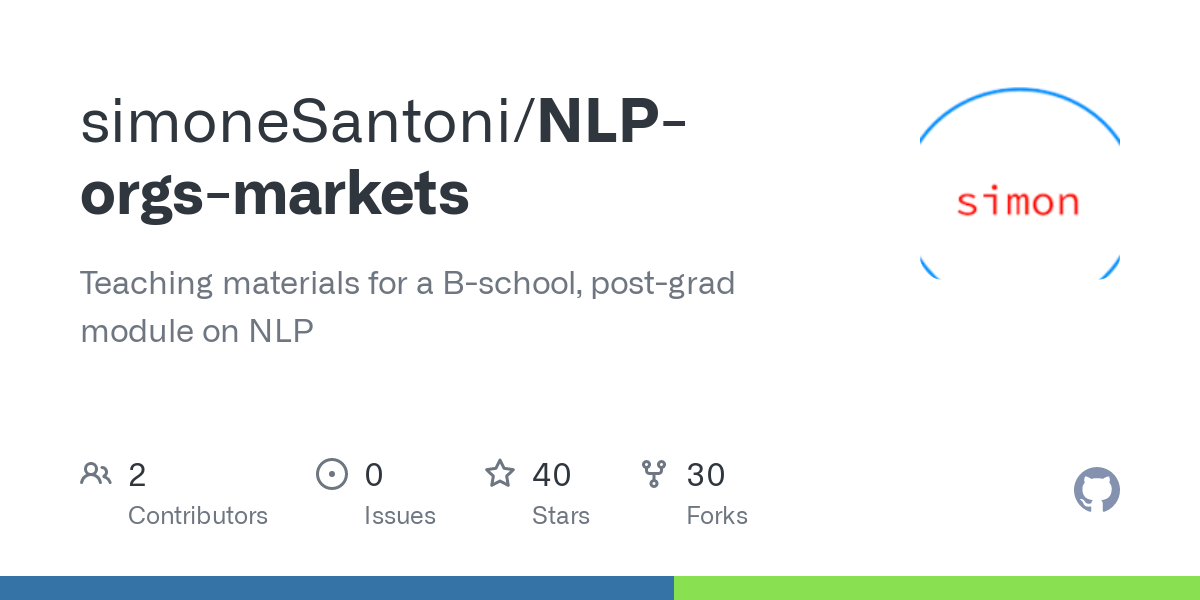 simoneSantoni/NLP-
orgs-markets
simon
Teaching materials for a B-school, post-grad
module on NLP
2
Contributors
0
Issues
40
Stars
30
Forks